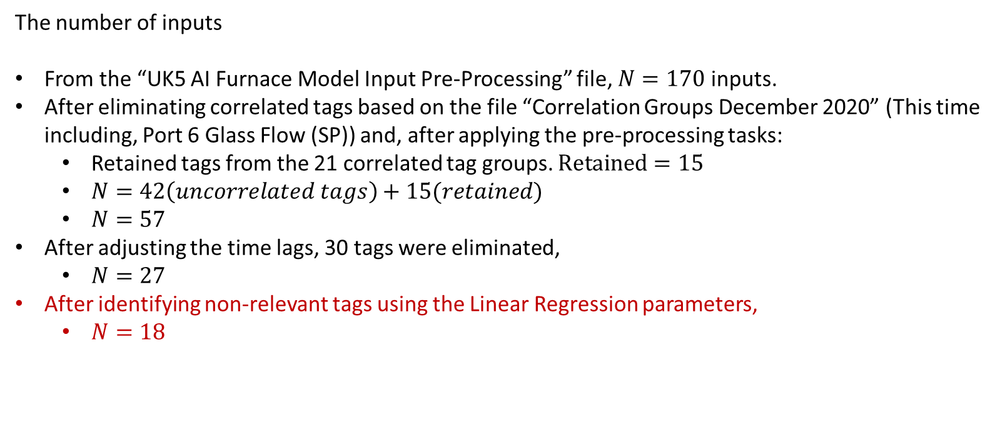 The number of inputs
• From the “UK5 AI Furnace Model Input Pre-Processing” file, N = 170 inputs.
• After eliminating correlated tags based on the file “Correlation Groups December 2020” (This time
including, Port 6 Glass Flow (SP)) and, after applying the pre-processing tasks:
• Retained tags from the 21 correlated tag groups. Retained = 15
• N = 42(uncorrelated tags) + 15(retained)
• N = 57
• After adjusting the time lags, 30 tags were eliminated,
• N = 27
• After identifying non-relevant tags using the Linear Regression parameters,
• N = 18